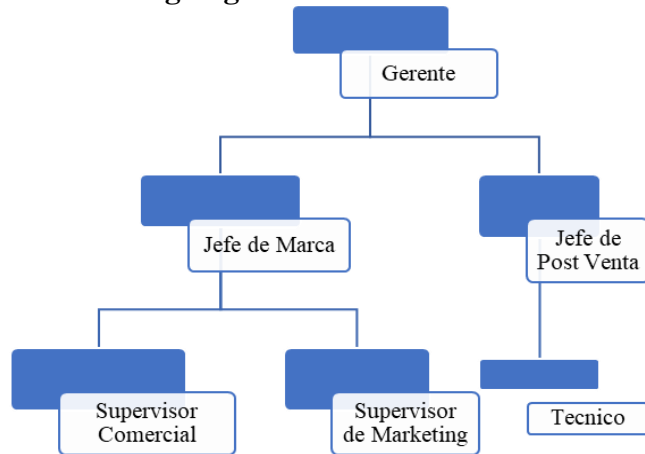 Gerente
Jefe de Marca
Jefe de
Post Venta
Supervisor
Comercial
Supervisor
de Marketing
Tecnico